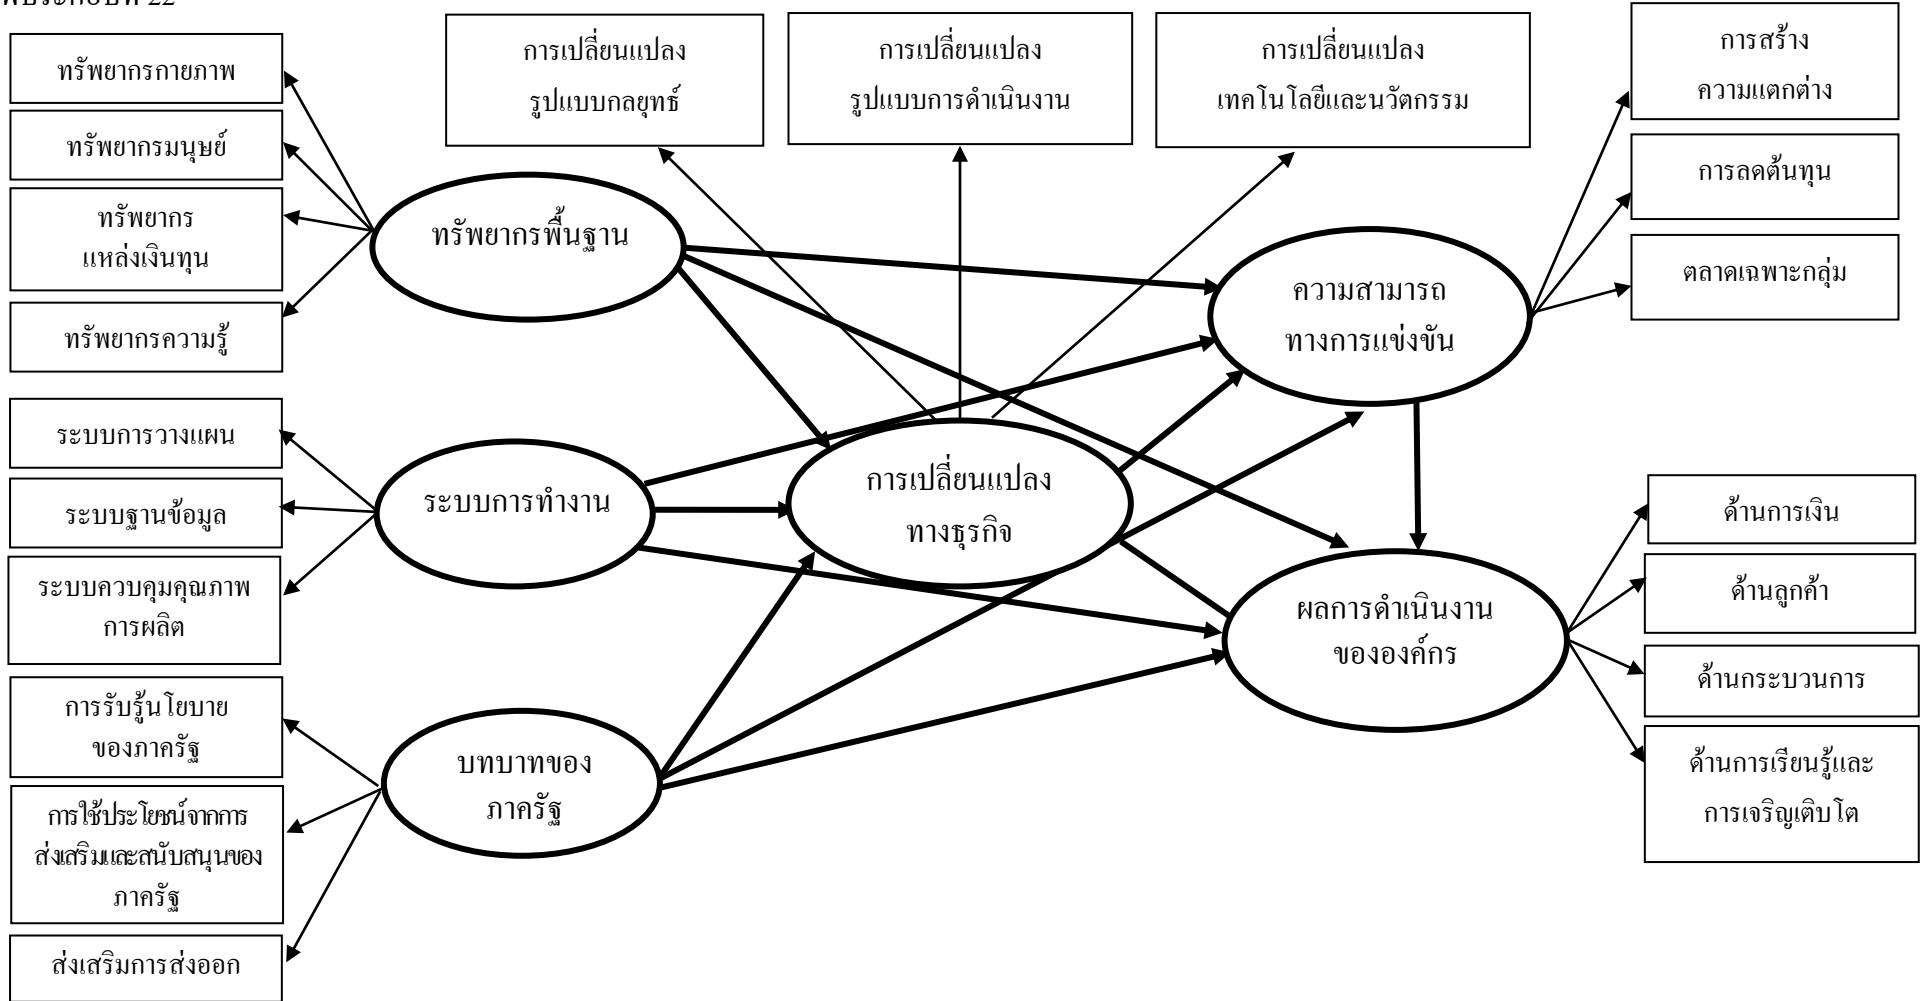 ทรัพยากรกายภาพ
ทรัพยากรมนุษย์
ทรัพยากร
แหล่งเงินทุน
ทรัพยากรความรู้
ระบบการวางแผน
ระบบฐานข้อมูล
ระบบควบคุมคุณภาพ
การผลิต
การรับรู้นโยบาย
ของภาครัฐ
การใช้ประโยชน์จากการ
ส่งเสริมและสนับสนุนของ
ภาครัฐ
ส่งเสริมการส่งออก
การเปลี่ยนแปลง
รูปแบบกลยุทธ์
การเปลี่ยนแปลง
รูปแบบการดำเนินงาน
การเปลี่ยนแปลง
เทคโนโลยีและนวัตกรรม
ทรัพยากรพื้นฐาน
ระบบการทำงาน
บทบาทของ
ภาครัฐ
การเปลี่ยนแปลง
ทางธุรกิจ
ความสามารถ
ทางการแข่งขัน
ผลการดำเนินงาน
ขององค์กร
การสร้าง
ความแตกต่าง
การลดต้นทุน
ตลาดเฉพาะกลุ่ม
ด้านการเงิน
ด้านลูกค้า
ด้านกระบวนการ
ด้านการเรียนรู้และ
การเจริญเติบโต